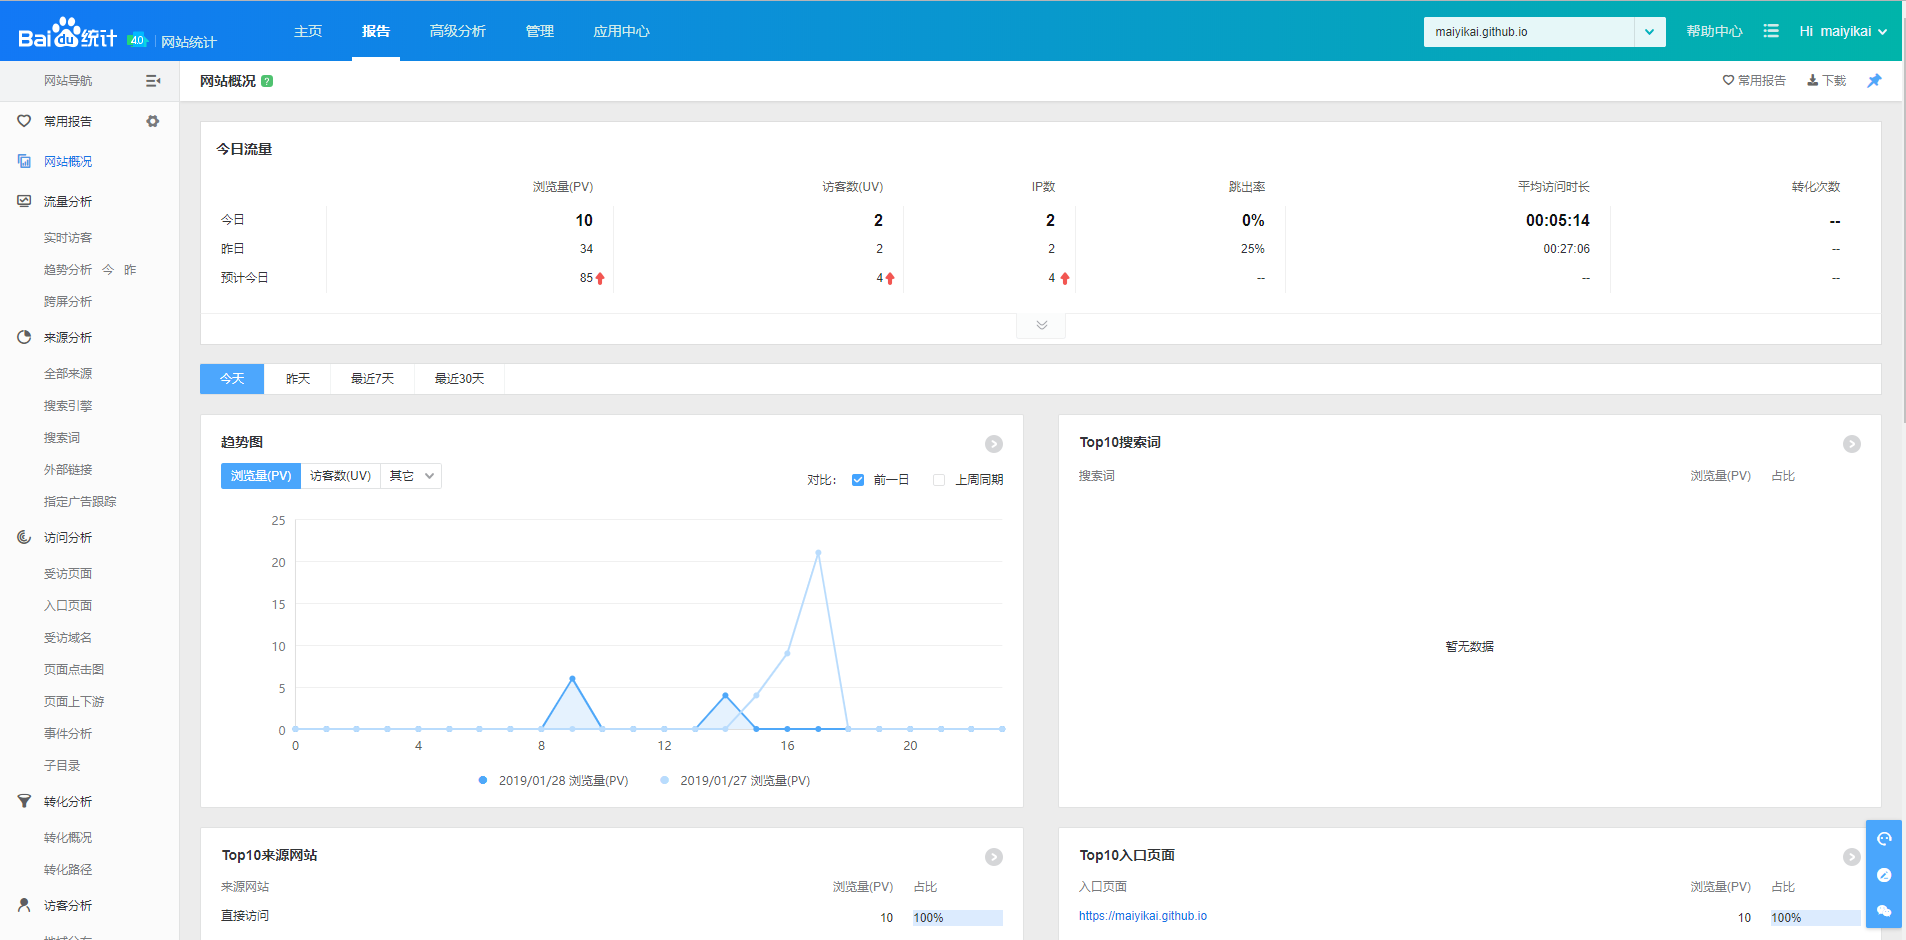 Bai du 统计 4.0 网站统计
主页 报告 高级分析 管理 应用中心
maiyikai.github.io
帮助中心 Hi maiyikai
网站导航
常用报告
网站概况
流量分析
实时访客
趋势分析 今 昨
跨屏分析
来源分析
全部来源
搜索引擎
搜索词
外部链接
指定广告跟踪
访问分析
受访页面
入口页面
受访域名
页面点击图
页面上下游
事件分析
子目录
转化分析
转化概况
转化路径
访客分析
网站概况 ?
常用报告 下载
今日流量
浏览量(PV) 访客数(UV) IP数 跳出率 平均访问时长 转化次数
今日 10 2 2 0% 00:05:14 --
昨日 34 2 2 25% 00:27:06 --
预计今日 85 4 4 -- -- --
今天 昨天 最近7天 最近30天
趋势图
浏览量(PV) 访客数(UV) 其它
对比: 前一日 上周同期
25
20
15
10
5
0
0 4 8 12 16 20
2019/01/28 浏览量(PV) 2019/01/27 浏览量(PV)
Top10搜索词
搜索词 浏览量(PV) 占比
暂无数据
Top10来源网站
来源网站 浏览量(PV) 占比
直接访问 10 100%
Top10入口页面
入口页面 浏览量(PV) 占比
https://maiyikai.github.io 10 100%